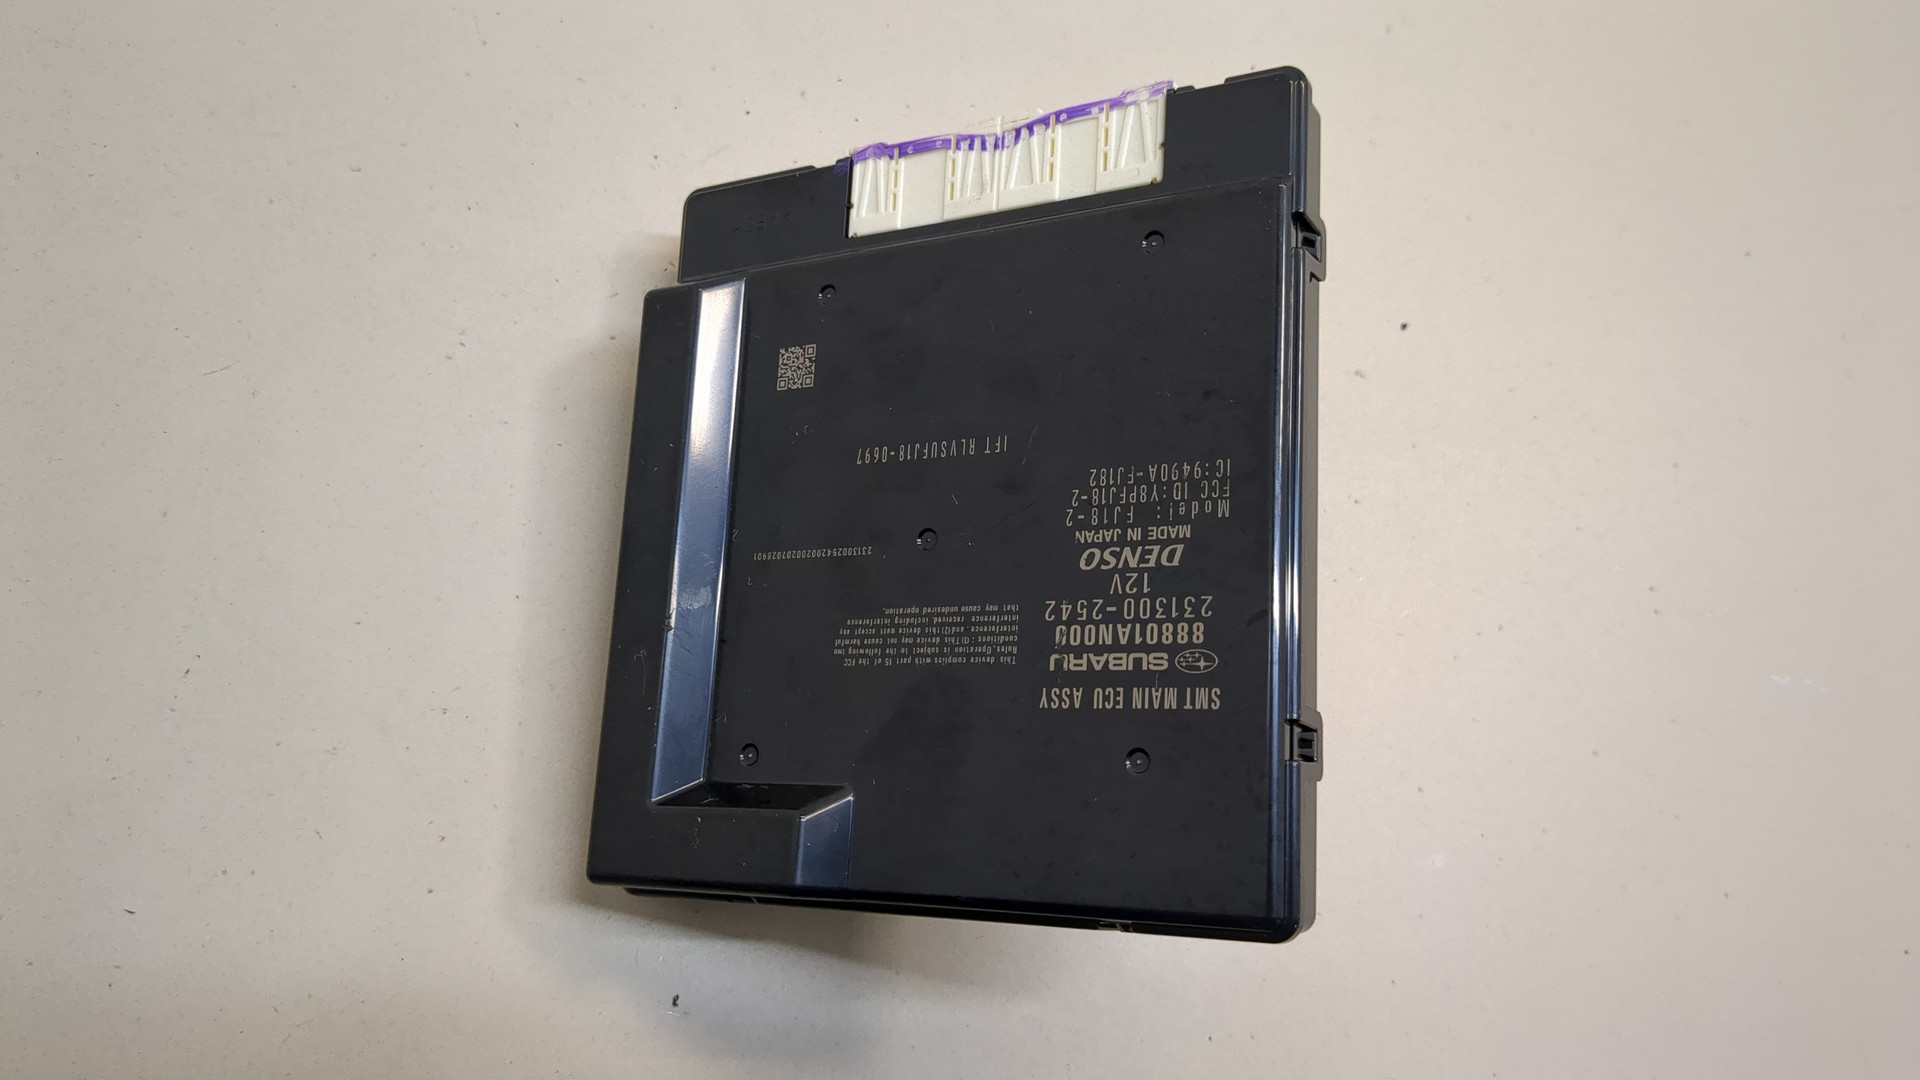 SMT MAIN ECU ASSY
SUBARU
88801AN00
231300-2542
12V
DENSO
MADE IN JAPAN
Model: FJ18-2
FCC ID:Y8PFJ18-2
IC:9490A-FJ182
This device complies with part 15 of the FCC
Rules. Operation is subject to the following two
conditions: (1)This device may not cause harmful
interference, and(2)this device must accept any
interference received, including interference
that may cause undesired operation.
IFT RLVSUFJ18-0697